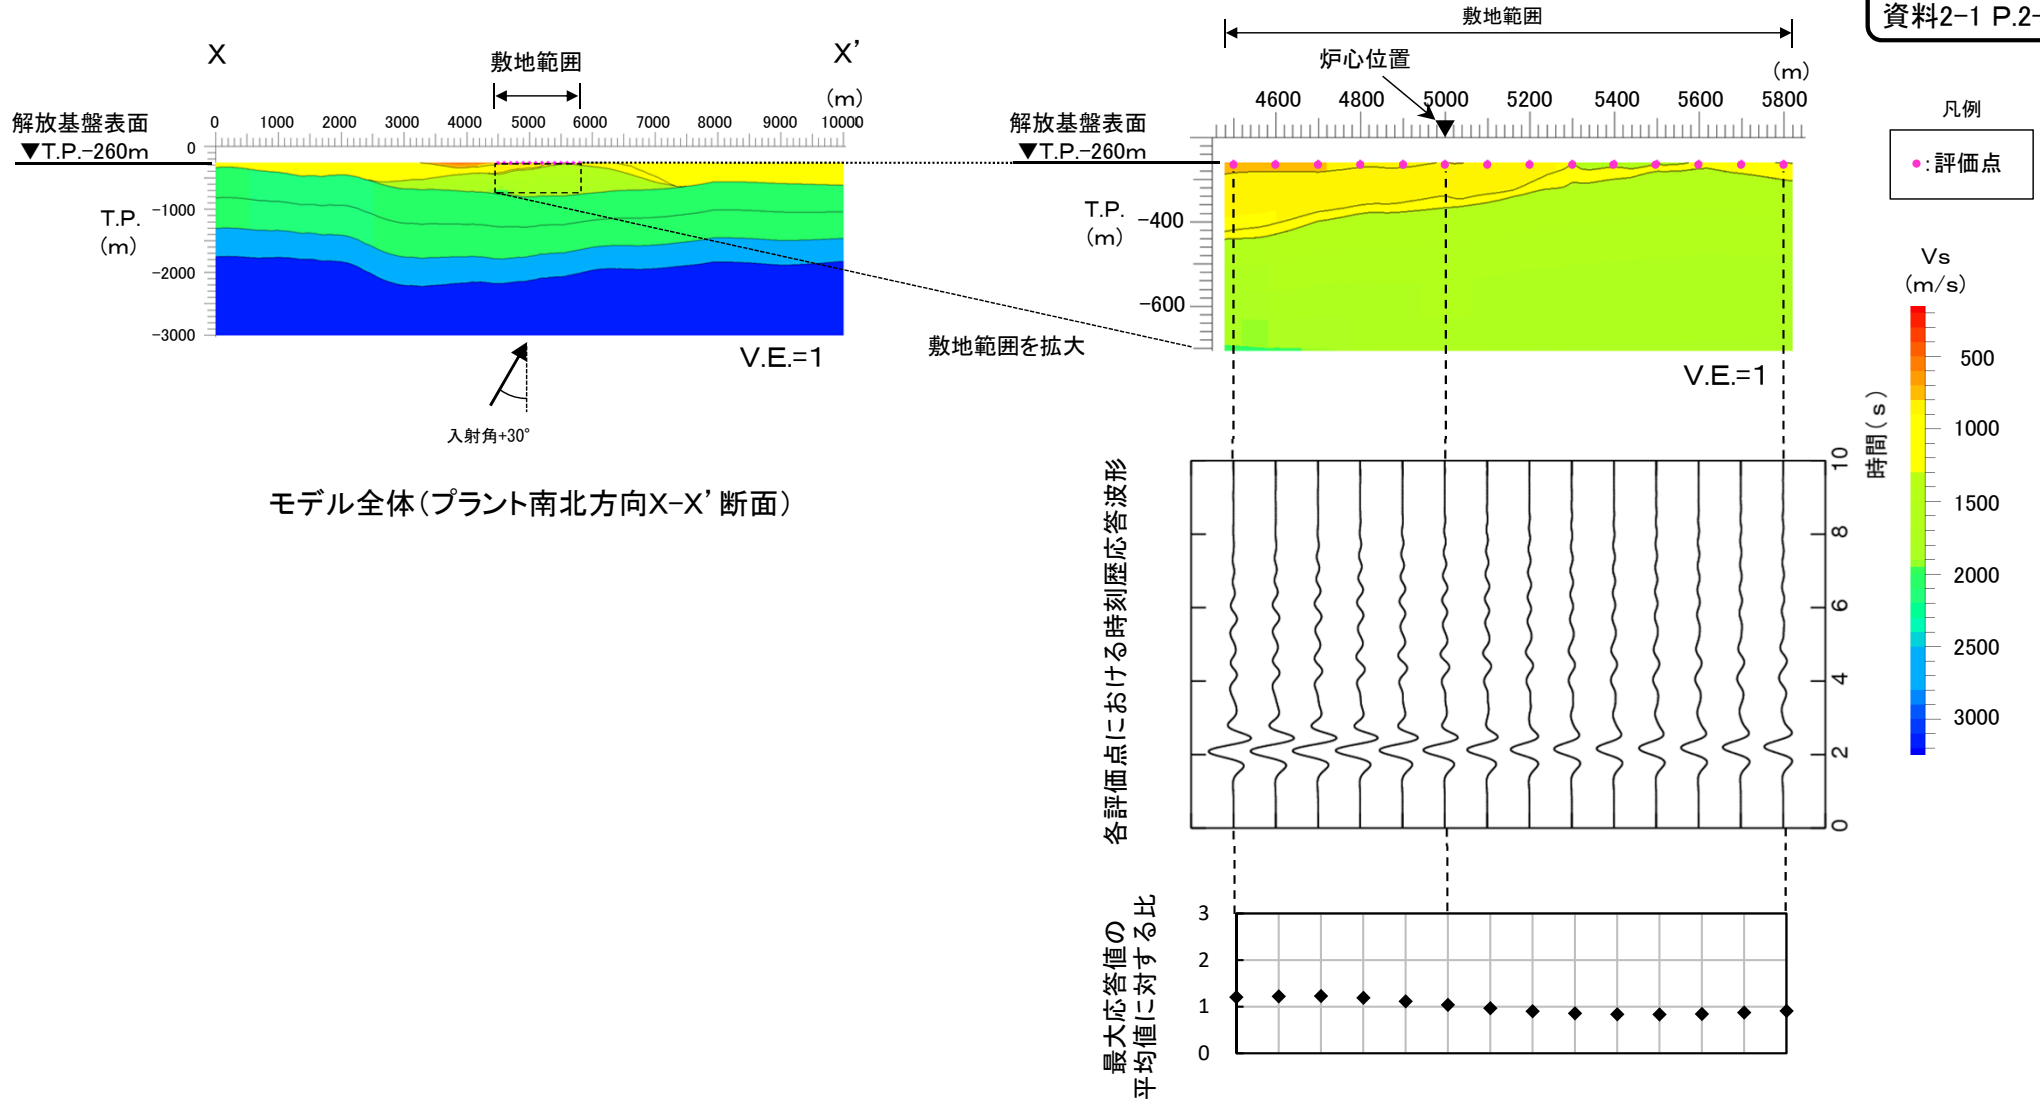 資料2-1 P.2-
X
X’
敷地範囲
(m)
解放基盤表面
▼T.P.-260m
0 1000 2000 3000 4000 5000 6000 7000 8000 9000 10000
0
-1000
-2000
-3000
T.P.
(m)
V.E.=1
入射角+30°
モデル全体(プラント南北方向X-X’断面)
敷地範囲
炉心位置
(m)
4600 4800 5000 5200 5400 5600 5800
解放基盤表面
▼T.P.-260m
T.P.
(m)
-400
-600
敷地範囲を拡大
V.E.=1
凡例
:評価点
Vs
(m/s)
500
1000
1500
2000
2500
3000
各評価点における時刻歴応答波形
時間(s)
10
8
6
4
2
0
最大応答値の
平均値に対する比
3
2
1
0